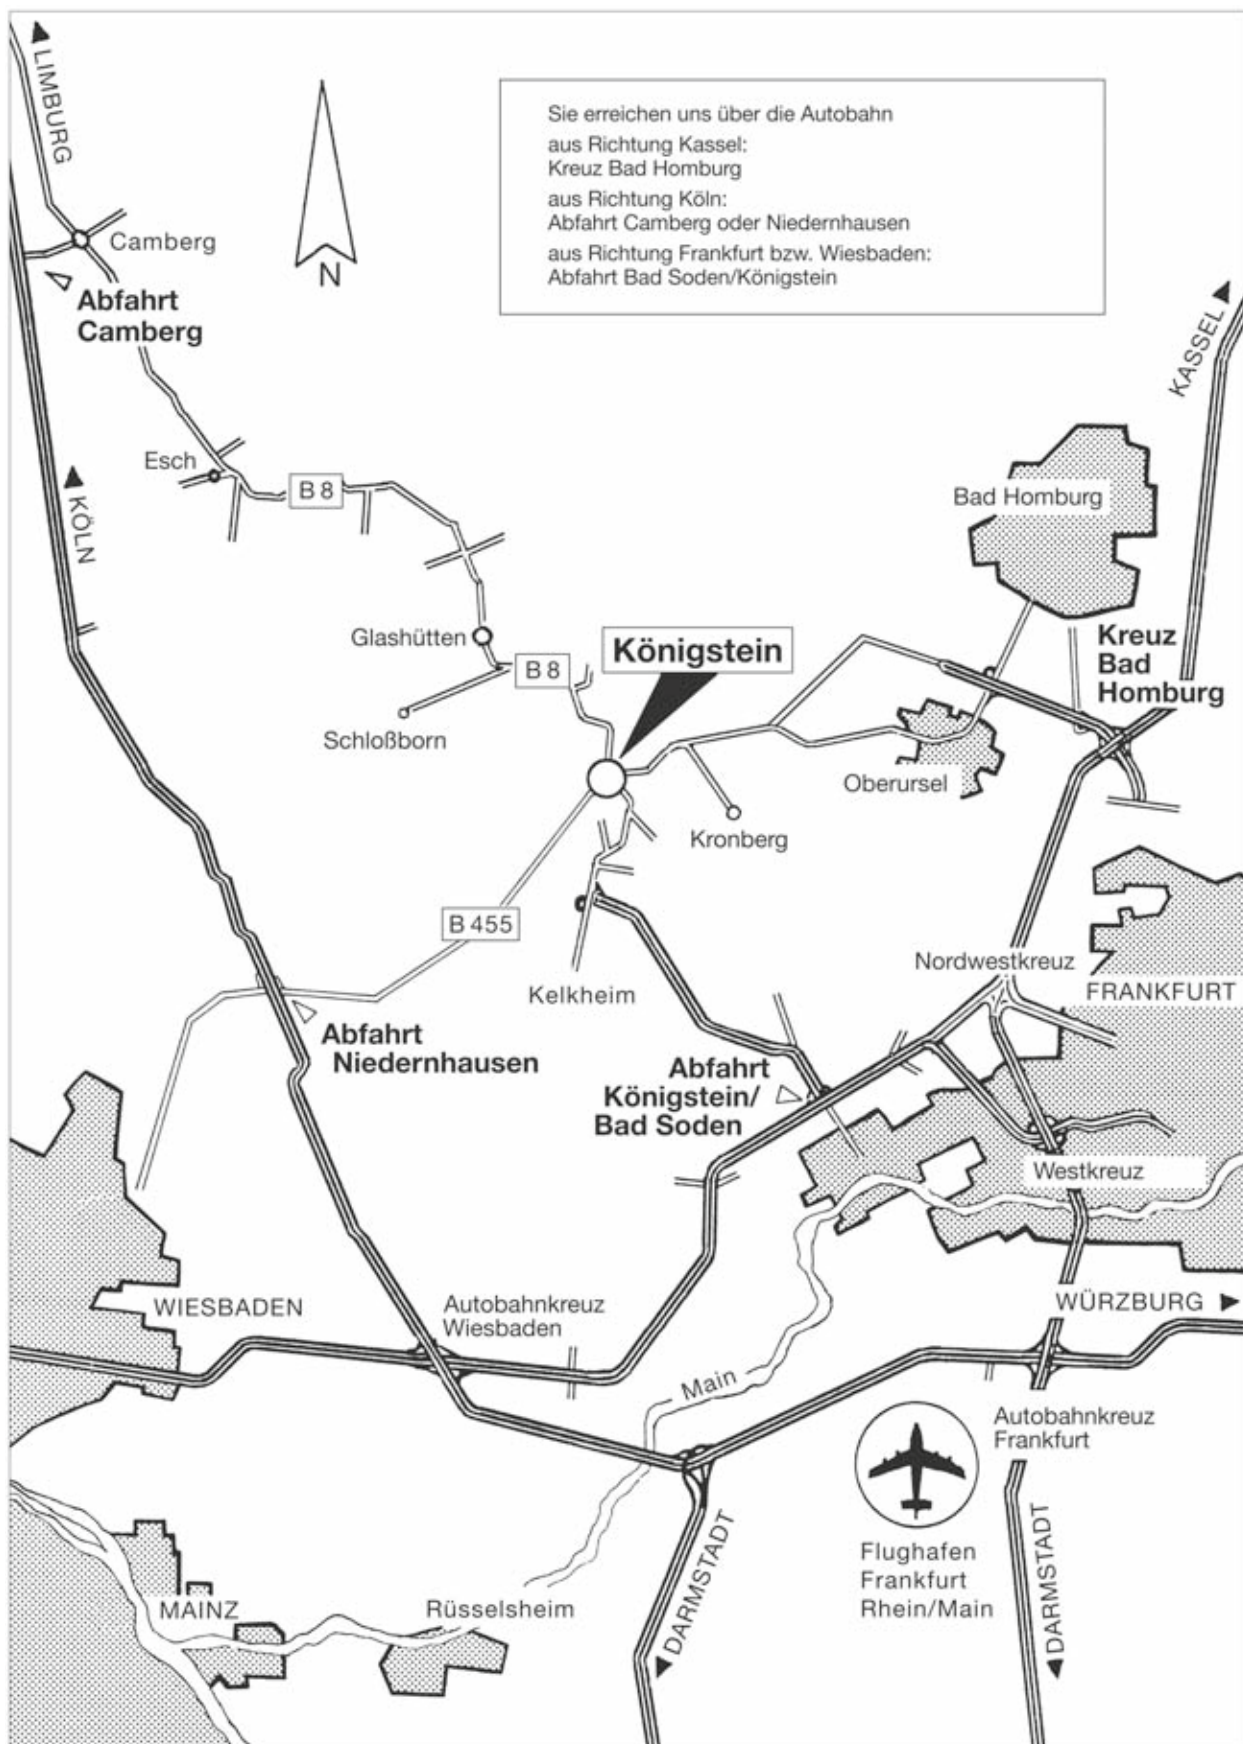 LIMBURG
Sie erreichen uns über die Autobahn
aus Richtung Kassel:
Kreuz Bad Homburg
aus Richtung Köln:
Abfahrt Camberg oder Niedernhausen
aus Richtung Frankfurt bzw. Wiesbaden:
Abfahrt Bad Soden/Königstein
N
Camberg
Abfahrt
Camberg
KASSEL
Esch
B 8
KÖLN
Bad Homburg
Glashütten
B 8
Königstein
Kreuz
Bad
Homburg
Schloßborn
Oberursel
Kronberg
B 455
Nordwestkreuz
Kelkheim
FRANKFURT
Abfahrt
Niedernhausen
Abfahrt
Königstein/
Bad Soden
Westkreuz
WIESBADEN
Autobahnkreuz
Wiesbaden
WÜRZBURG
Main
Autobahnkreuz
Frankfurt
DARMSTADT
DARMSTADT
Flughafen
Frankfurt
Rhein/Main
MAINZ
Rüsselsheim